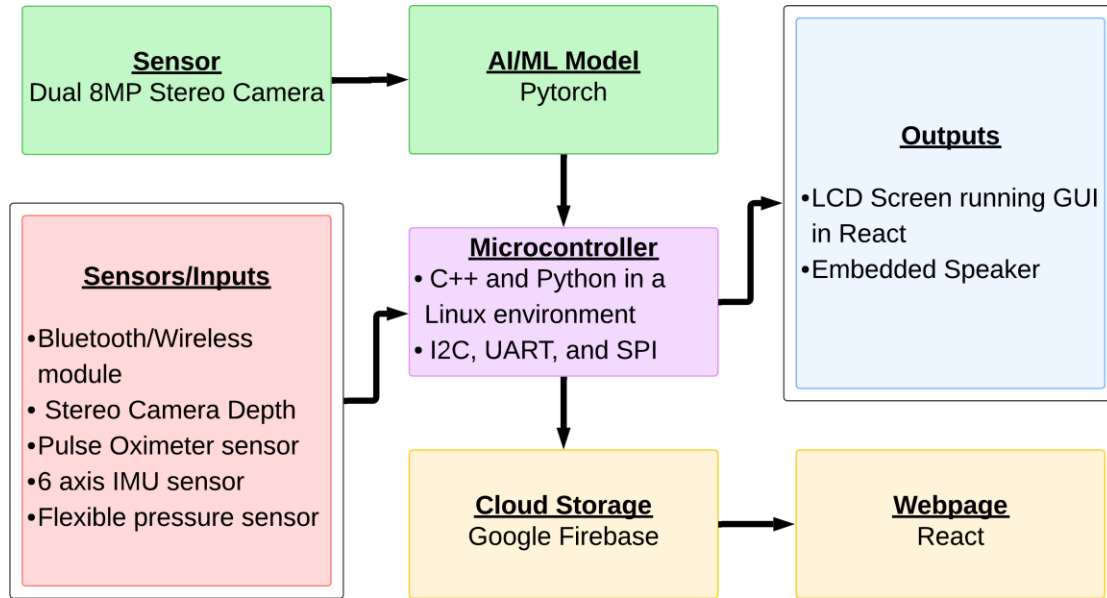 Sensor
Dual 8MP Stereo Camera
AI/ML Model
Pytorch
Outputs
•LCD Screen running GUI
in React
•Embedded Speaker
Sensors/Inputs
•Bluetooth/Wireless
module
• Stereo Camera Depth
•Pulse Oximeter sensor
•6 axis IMU sensor
•Flexible pressure sensor
Microcontroller
• C++ and Python in a
Linux environment
• I2C, UART, and SPI
Cloud Storage
Google Firebase
Webpage
React